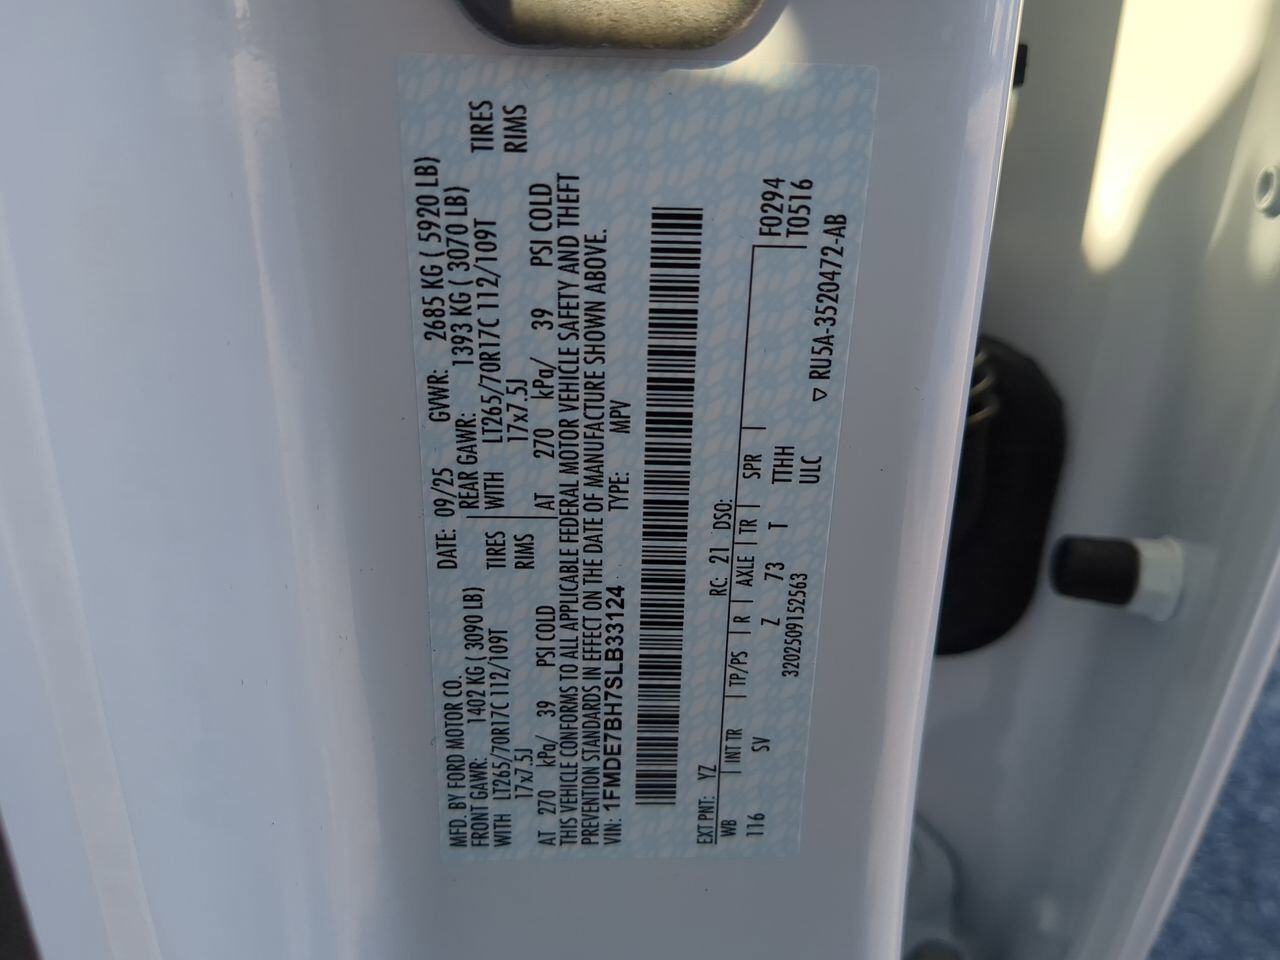 MFD. BY FORD MOTOR CO. DATE: 09/25 GVWR: 2685 KG ( 5920 LB)
FRONT GAWR: 1402 KG ( 3090 LB) REAR GAWR: 1393 KG ( 3070 LB)
WITH LT265/70R17C 112/109T TIRES WITH LT265/70R17C 112/109T TIRES
17x7.5J RIMS 17x7.5J RIMS
AT 270 kPa/ 39 PSI COLD AT 270 kPa/ 39 PSI COLD
THIS VEHICLE CONFORMS TO ALL APPLICABLE FEDERAL MOTOR VEHICLE SAFETY AND THEFT
PREVENTION STANDARDS IN EFFECT ON THE DATE OF MANUFACTURE SHOWN ABOVE.
VIN: 1FMDE7BH7SLB33124 TYPE: MPV
EXT PNT: YZ RC: 21 DSO:
WB INT TR TP/PS R AXLE TR SPR F0294
116 SV Z 73 T TTHH T0516
3202509152563 ULC
▽ RU5A-3520472-AB